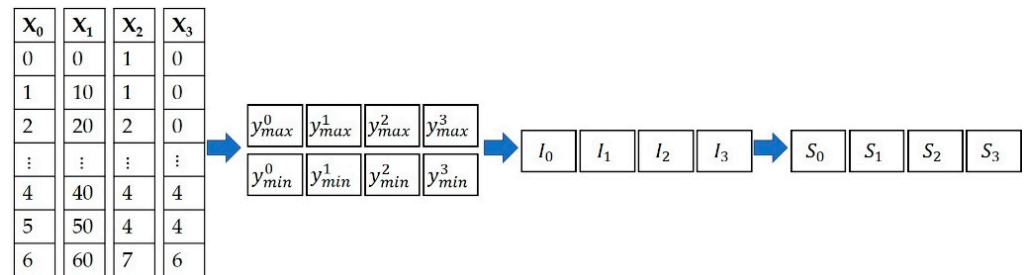 X₀ X₁ X₂ X₃
0 0 1 0
1 10 1 0
2 20 2 0
⋮ ⋮ ⋮ ⋮
4 40 4 4
5 50 4 4
6 60 7 6
y⁰ₘₐₓ y¹ₘₐₓ y²ₘₐₓ y³ₘₐₓ
y⁰ₘᵢₙ y¹ₘᵢₙ y²ₘᵢₙ y³ₘᵢₙ
I₀ I₁ I₂ I₃
S₀ S₁ S₂ S₃